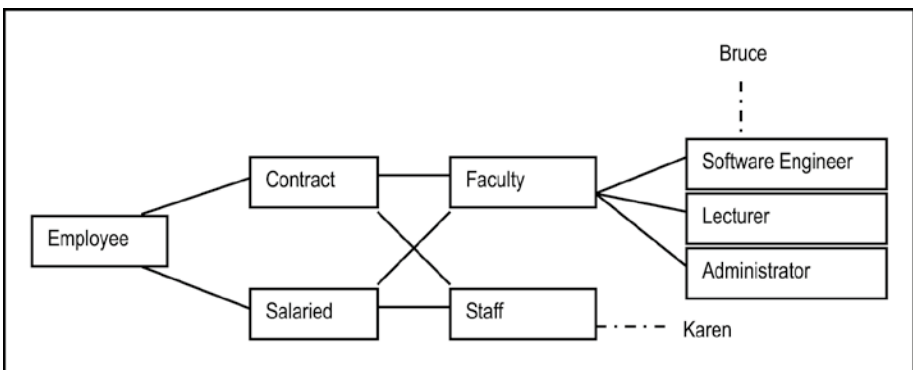 Bruce
Contract
Faculty
Software Engineer
Lecturer
Employee
Administrator
Salaried
Staff
Karen